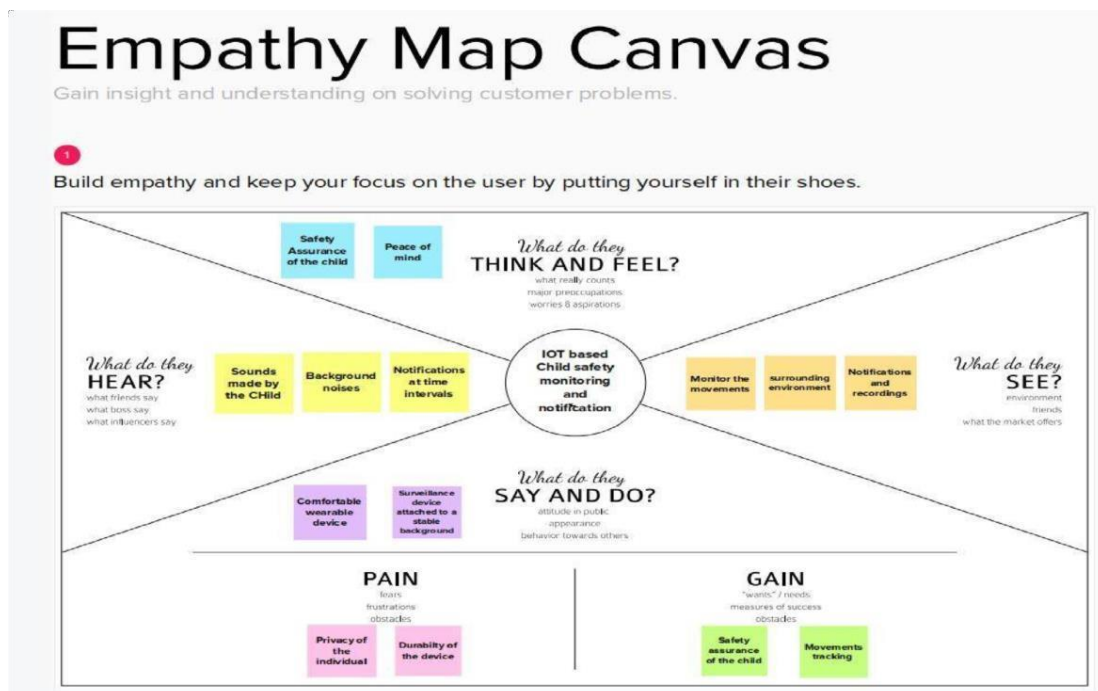 Empathy Map Canvas
Gain insight and understanding on solving customer problems.
1
Build empathy and keep your focus on the user by putting yourself in their shoes.
Safety
Assurance
of the child
Peace of
mind
What do they
THINK AND FEEL?
what really counts
major preoccupations
worries & aspirations
What do they
HEAR?
what friends say
what boss say
what influencers say
Sounds
made by
the CHild
Background
noises
Notifications
at time
intervals
IOT based
Child safety
monitoring
and
notification
Monitor the
movements
surrounding
environment
Notifications
and
recordings
What do they
SEE?
environment
friends
what the market offers
Comfortable
wearable
device
Surveillance
device
attached to a
stable
background
What do they
SAY AND DO?
attitude in public
appearance
behavior towards others
PAIN
fears
frustrations
obstacles
Privacy of
the
individual
Durabilty of
the device
GAIN
"wants" / needs
measures of success
obstacles
Safety
assurance
of the child
Movements
tracking